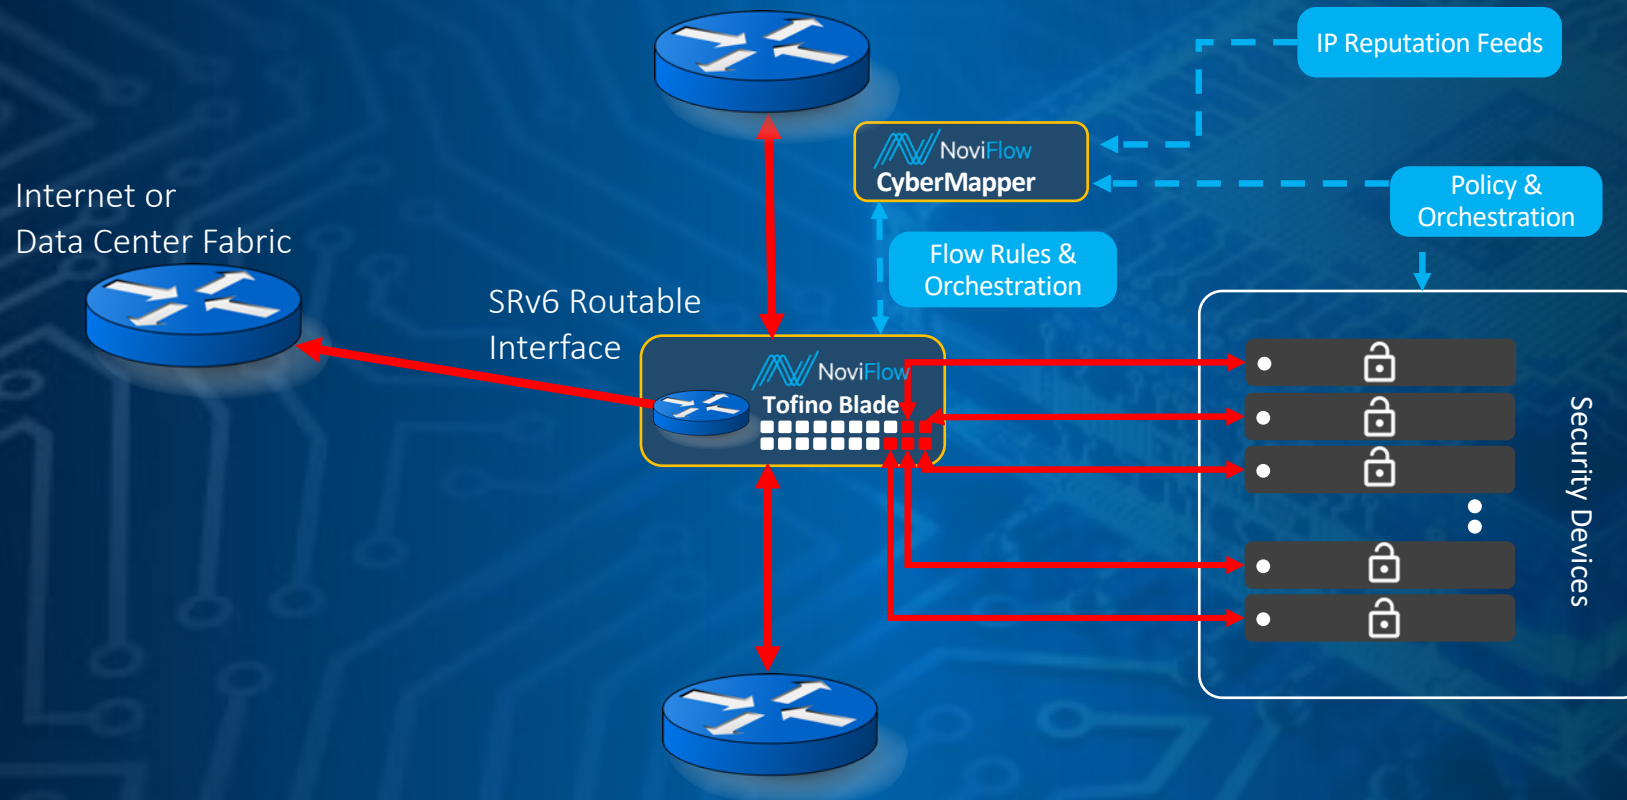 IP Reputation Feeds
NoviFlow
CyberMapper
Policy &
Orchestration
Internet or
Data Center Fabric
Flow Rules &
Orchestration
SRv6 Routable
Interface
NoviFlow
Tofino Blade
Security Devices